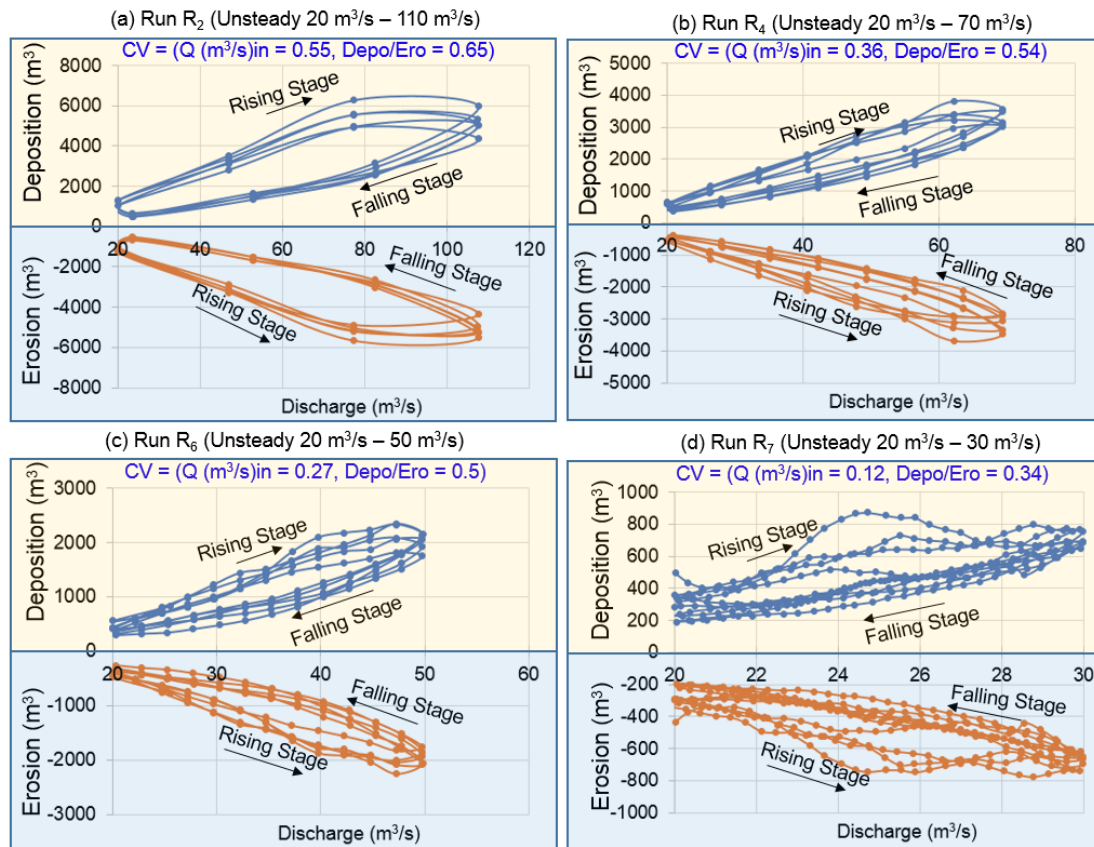 (a) Run R₂ (Unsteady 20 m³/s – 110 m³/s)
CV = (Q (m³/s)in = 0.55, Depo/Ero = 0.65)
Deposition (m³)
8000
6000
4000
2000
0
Rising Stage
Falling Stage
20
40
60
80
100
120
Erosion (m³)
-2000
-4000
-6000
-8000
Falling Stage
Rising Stage
Discharge (m³/s)
(b) Run R₄ (Unsteady 20 m³/s – 70 m³/s)
CV = (Q (m³/s)in = 0.36, Depo/Ero = 0.54)
Deposition (m³)
5000
4000
3000
2000
1000
0
Rising Stage
Falling Stage
20
40
60
80
Erosion (m³)
-1000
-2000
-3000
-4000
-5000
Falling Stage
Rising Stage
Discharge (m³/s)
(c) Run R₆ (Unsteady 20 m³/s – 50 m³/s)
CV = (Q (m³/s)in = 0.27, Depo/Ero = 0.5)
Deposition (m³)
3000
2000
1000
0
Rising Stage
Falling Stage
20
30
40
50
60
Erosion (m³)
-1000
-2000
-3000
Falling Stage
Rising Stage
Discharge (m³/s)
(d) Run R₇ (Unsteady 20 m³/s – 30 m³/s)
CV = (Q (m³/s)in = 0.12, Depo/Ero = 0.34)
Deposition (m³)
1000
800
600
400
200
0
Rising Stage
Falling Stage
20
22
24
26
28
30
Erosion (m³)
-200
-400
-600
-800
-1000
Falling Stage
Rising Stage
Discharge (m³/s)